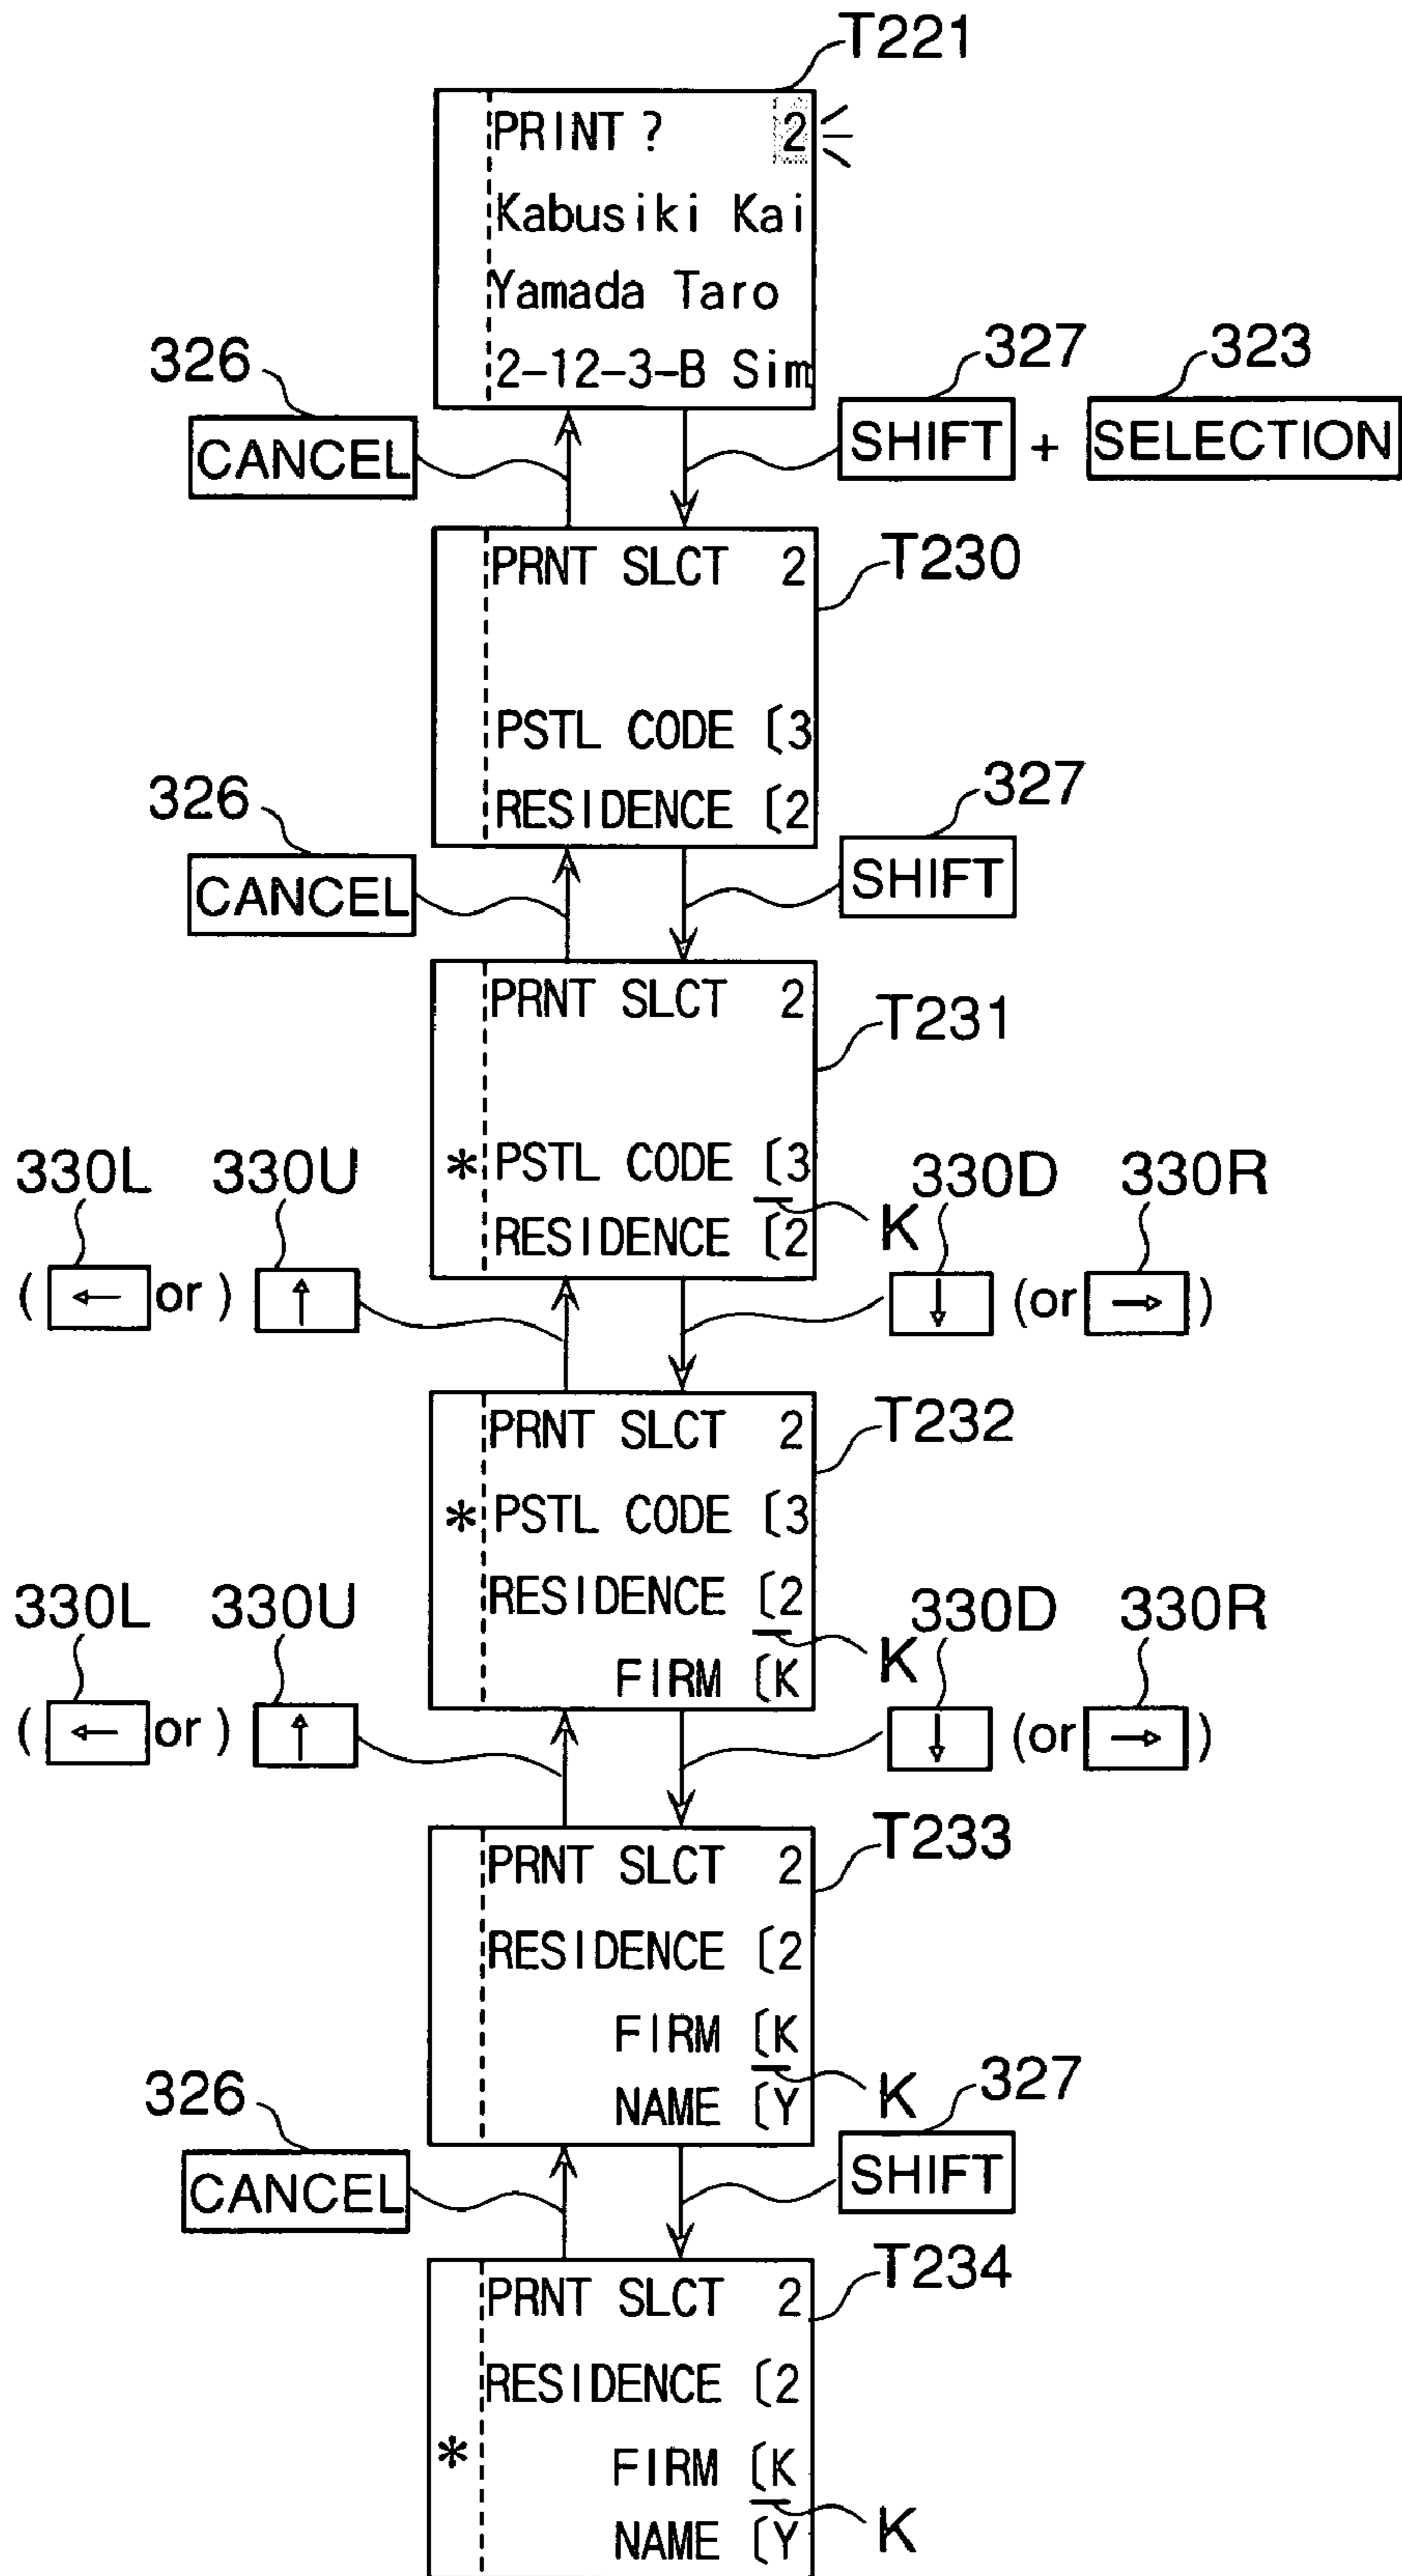 T221
PRINT ? 2
Kabusiki Kai
Yamada Taro
2-12-3-B Sim
326 327 323
CANCEL SHIFT + SELECTION
T230
PRNT SLCT 2
PSTL CODE [3
RESIDENCE [2
326 327
CANCEL SHIFT
T231
PRNT SLCT 2
* PSTL CODE [3
RESIDENCE [2
K
330L 330U 330D 330R
( ← or ) ↑ ↓ (or → )
T232
PRNT SLCT 2
* PSTL CODE [3
RESIDENCE [2
K
FIRM [K
330L 330U 330D 330R
( ← or ) ↑ ↓ (or → )
T233
PRNT SLCT 2
RESIDENCE [2
FIRM [K
K
NAME [Y
326 327
CANCEL SHIFT
T234
PRNT SLCT 2
RESIDENCE [2
* FIRM [K
K
NAME [Y